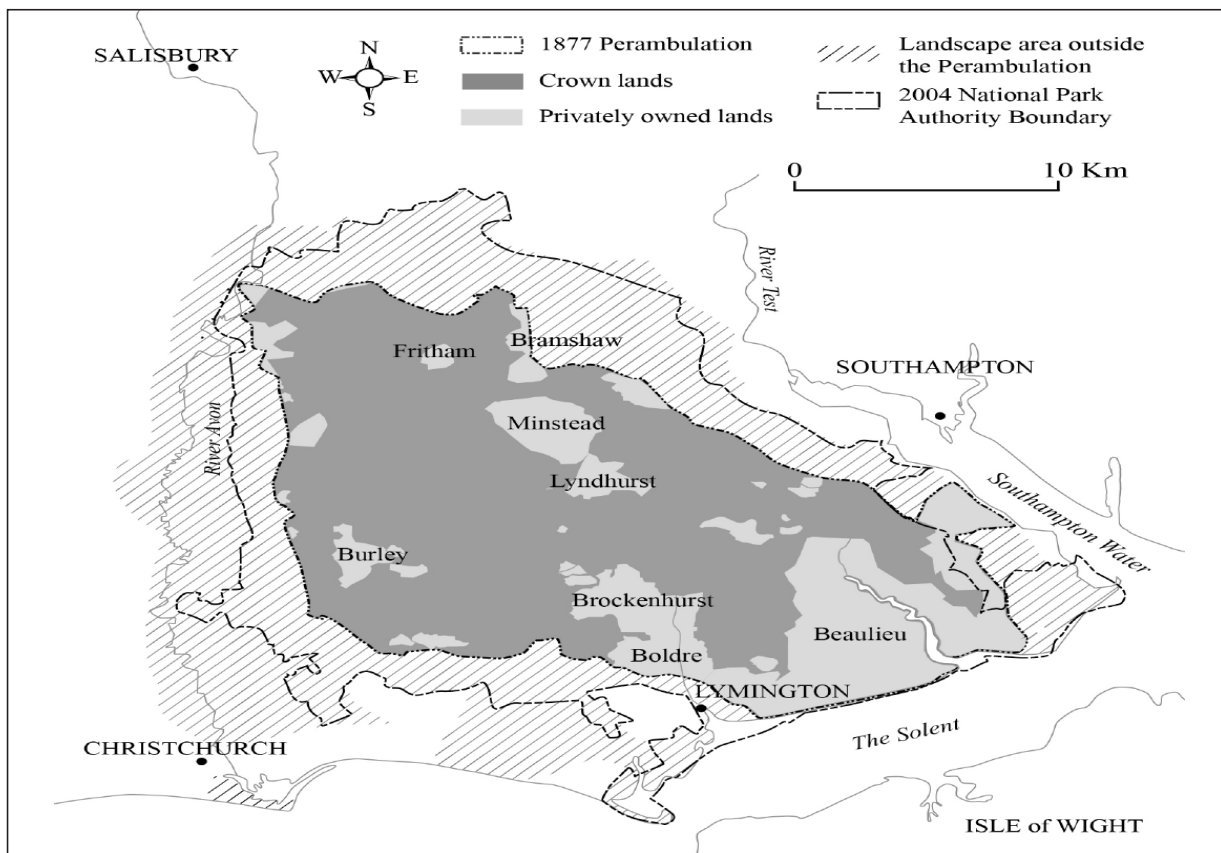 SALISBURY
N
W E
S
1877 Perambulation
Crown lands
Privately owned lands
Landscape area outside
the Perambulation
2004 National Park
Authority Boundary
0 10 Km
River Test
Bramshaw
Fritham
SOUTHAMPTON
Minstead
River Avon
Lyndhurst
Southampton Water
Burley
Brockenhurst
Beaulieu
Boldre
LYMINGTON
The Solent
CHRISTCHURCH
ISLE of WIGHT